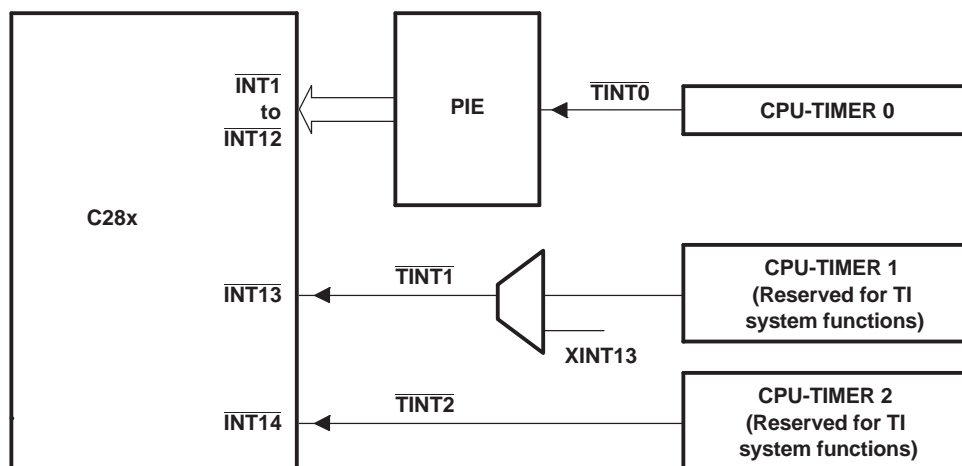 INT1
to
INT12
PIE
TINT0
CPU-TIMER 0
C28x
INT13
TINT1
XINT13
CPU-TIMER 1
(Reserved for TI
system functions)
INT14
TINT2
CPU-TIMER 2
(Reserved for TI
system functions)